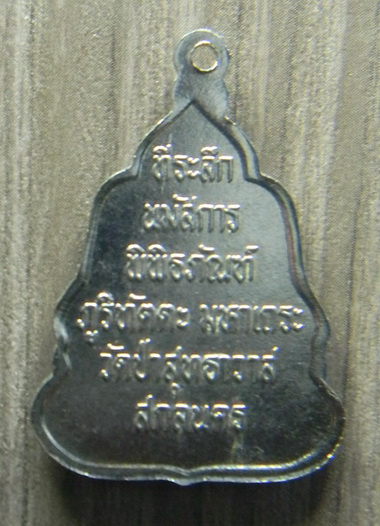 ที่ระลึก
นมัสการ
พิพิธภัณฑ์
ภูริทัตตะ มหาเถระ
วัดป่าสุทธาวาส
สกลนคร